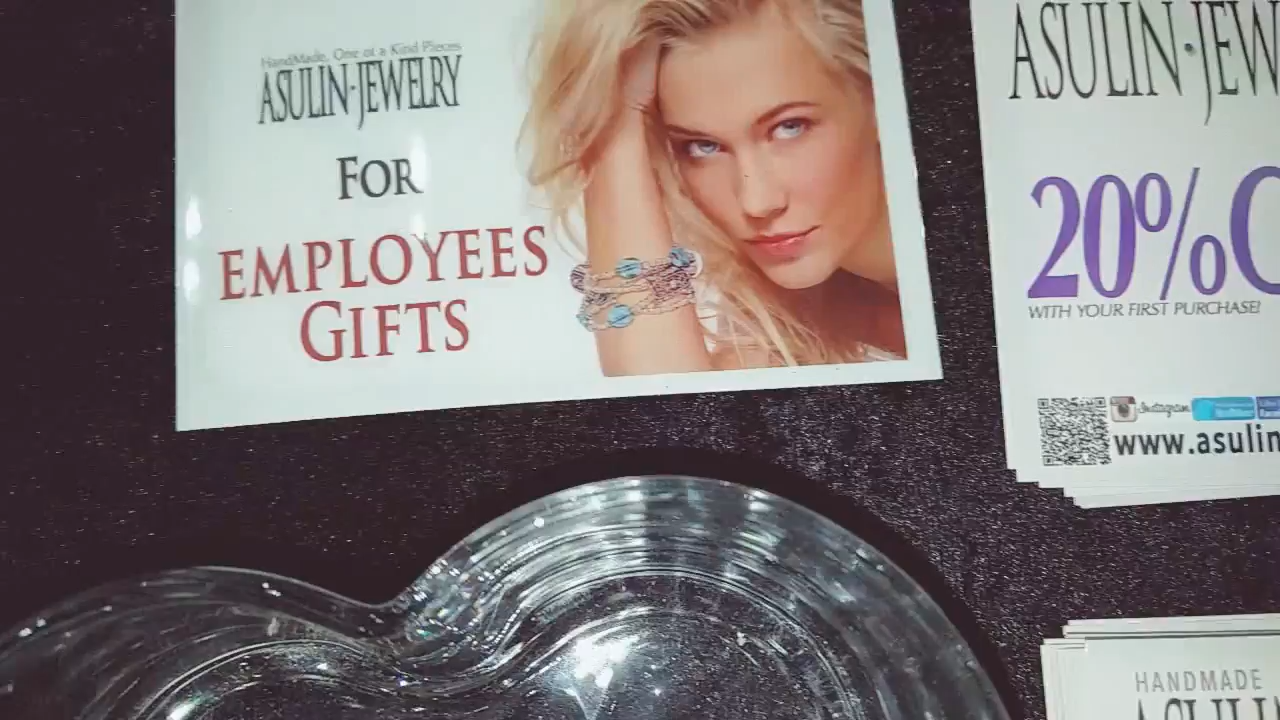 HandMade, One of a Kind Pieces
ASULIN·JEWELRY
FOR
EMPLOYEES
GIFTS
ASULIN·JEW
20%
WITH YOUR FIRST PURCHASE!
Instagram
www.asulin
HANDMADE